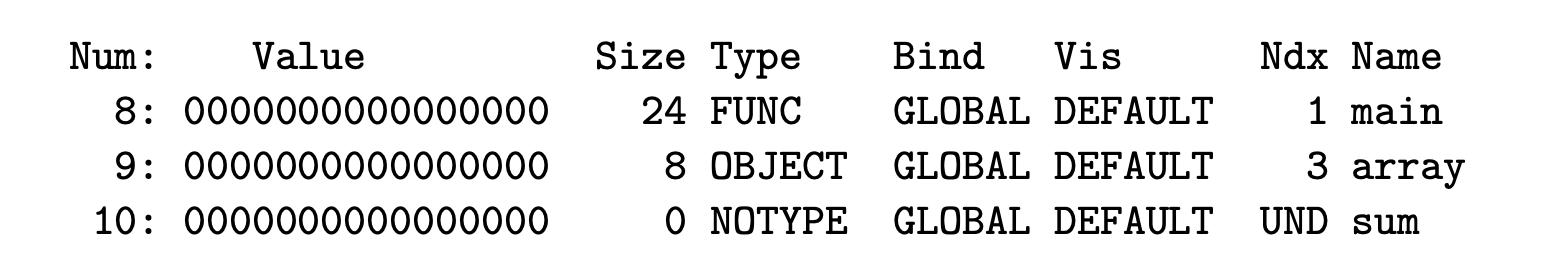 Num:    Value          Size Type    Bind   Vis      Ndx Name
  8: 0000000000000000    24 FUNC    GLOBAL DEFAULT    1 main
  9: 0000000000000000     8 OBJECT  GLOBAL DEFAULT    3 array
 10: 0000000000000000     0 NOTYPE  GLOBAL DEFAULT  UND sum